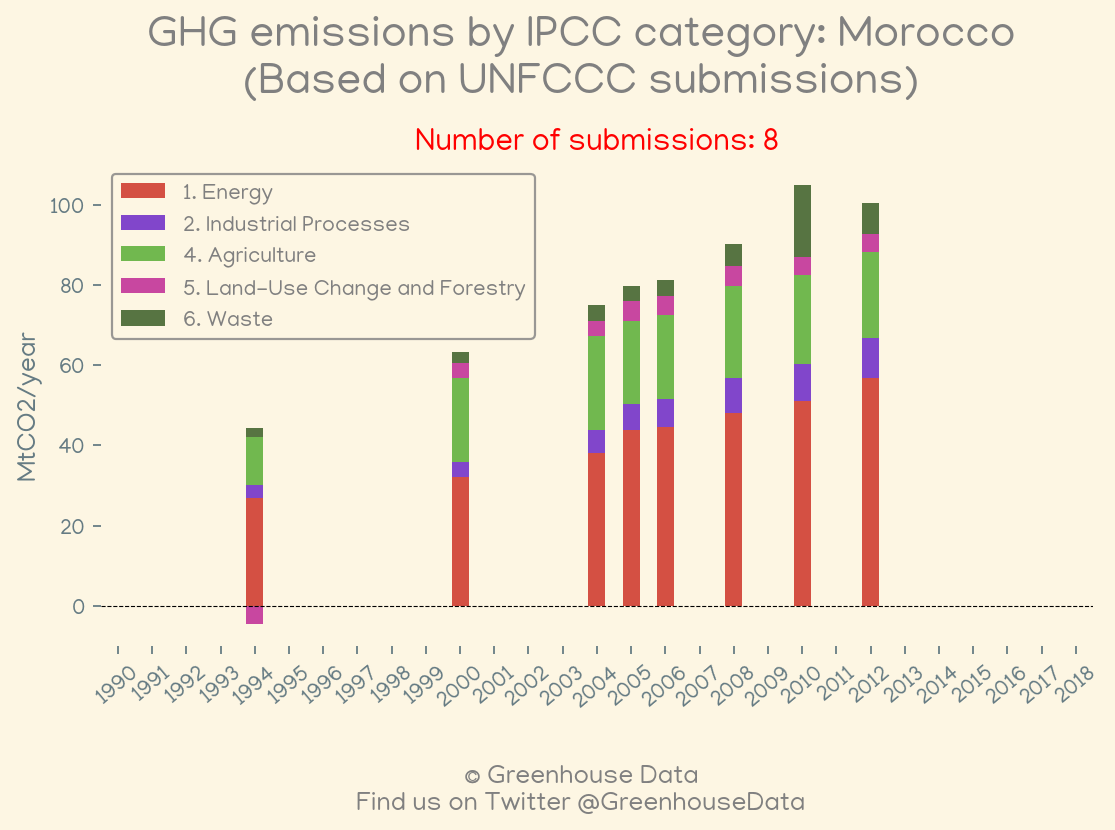 GHG emissions by IPCC category: Morocco
(Based on UNFCCC submissions)
Number of submissions: 8
1. Energy
2. Industrial Processes
4. Agriculture
5. Land-Use Change and Forestry
6. Waste
MtCO2/year
100
80
60
40
20
0
1990 1991 1992 1993 1994 1995 1996 1997 1998 1999 2000 2001 2002 2003 2004 2005 2006 2007 2008 2009 2010 2011 2012 2013 2014 2015 2016 2017 2018
© Greenhouse Data
Find us on Twitter @GreenhouseData